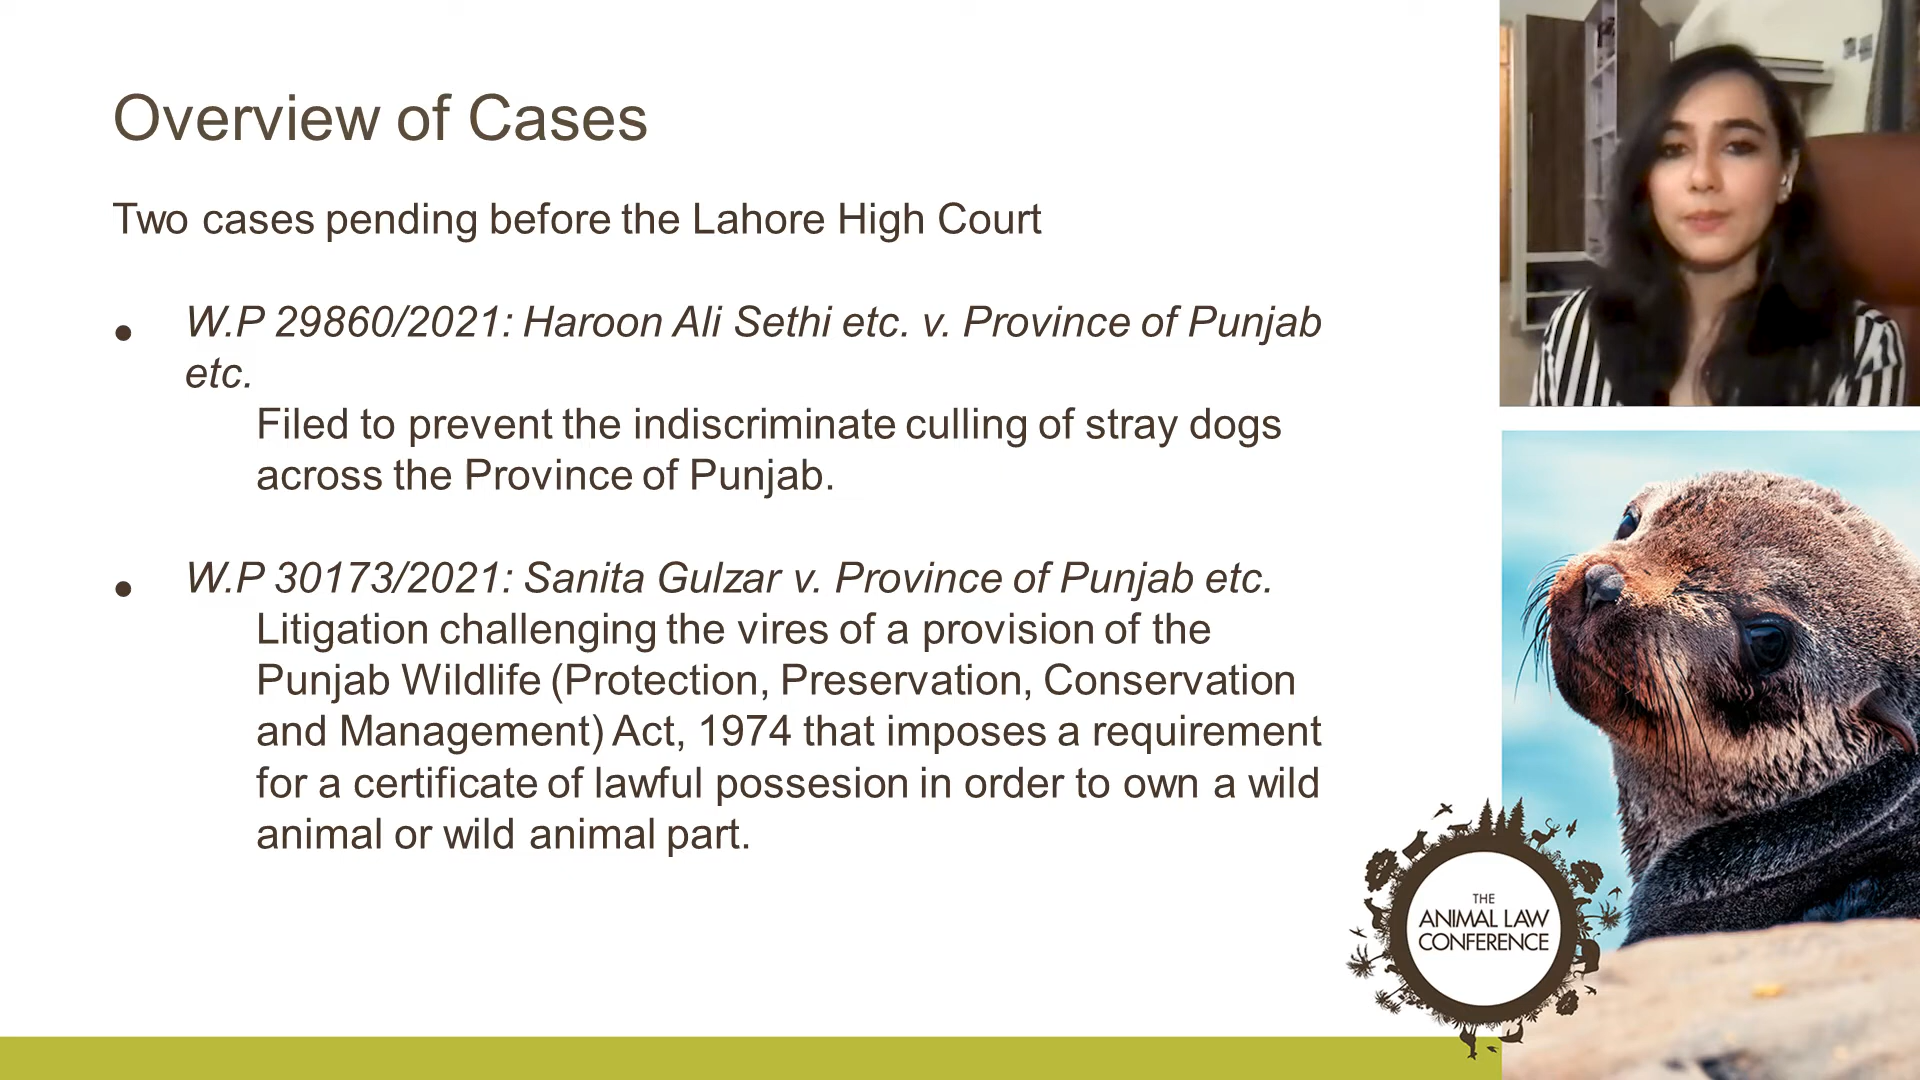 Overview of Cases
Two cases pending before the Lahore High Court
• W.P 29860/2021: Haroon Ali Sethi etc. v. Province of Punjab
etc.
Filed to prevent the indiscriminate culling of stray dogs
across the Province of Punjab.
• W.P 30173/2021: Sanita Gulzar v. Province of Punjab etc.
Litigation challenging the vires of a provision of the
Punjab Wildlife (Protection, Preservation, Conservation
and Management) Act, 1974 that imposes a requirement
for a certificate of lawful possesion in order to own a wild
animal or wild animal part.
THE
ANIMAL LAW
CONFERENCE